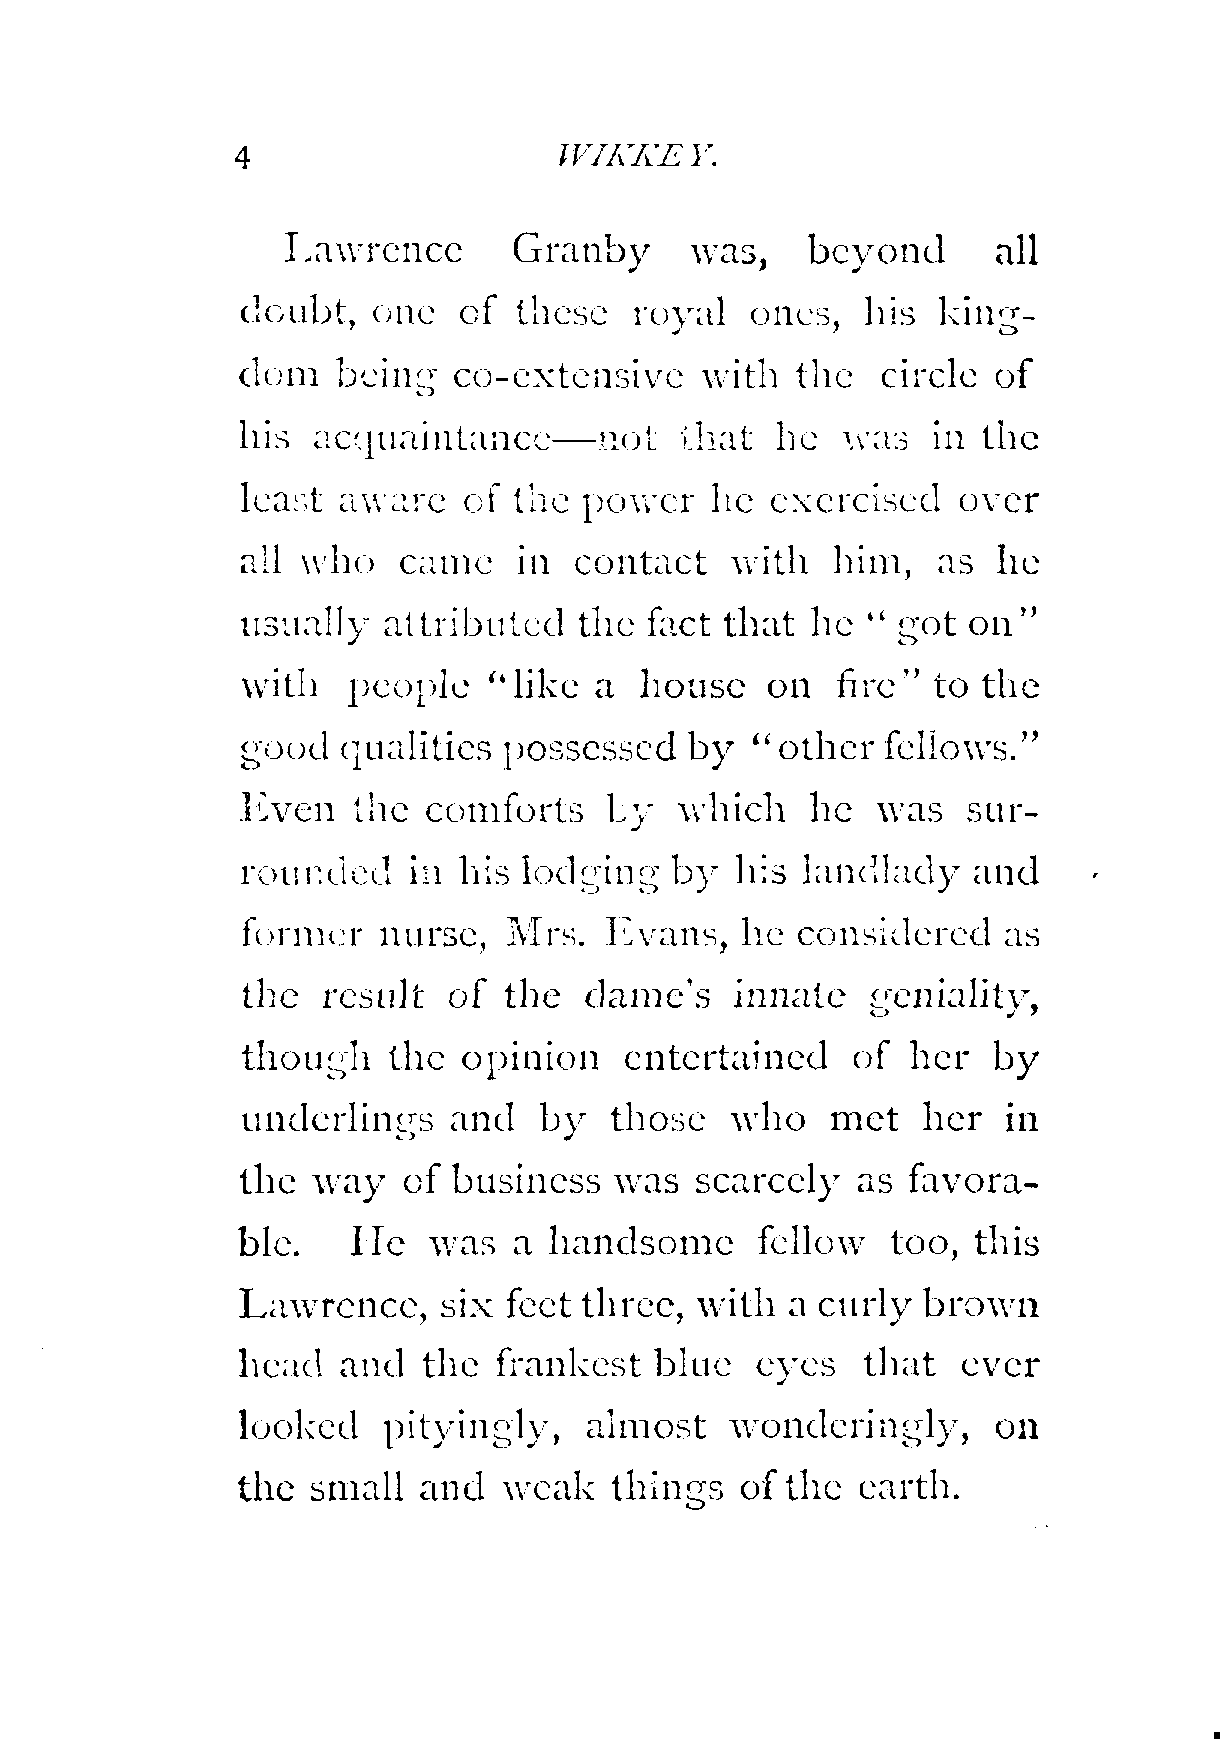 4 WIKKEY.
Lawrence Granby was, beyond all
doubt, one of these royal ones, his king-
dom being co-extensive with the circle of
his acquaintance—not that he was in the
least aware of the power he exercised over
all who came in contact with him, as he
usually attributed the fact that he "got on"
with people "like a house on fire" to the
good qualities possessed by "other fellows."
Even the comforts by which he was sur-
rounded in his lodging by his landlady and
former nurse, Mrs. Evans, he considered as
the result of the dame's innate geniality,
though the opinion entertained of her by
underlings and by those who met her in
the way of business was scarcely as favora-
ble. He was a handsome fellow too, this
Lawrence, six feet three, with a curly brown
head and the frankest blue eyes that ever
looked pityingly, almost wonderingly, on
the small and weak things of the earth.